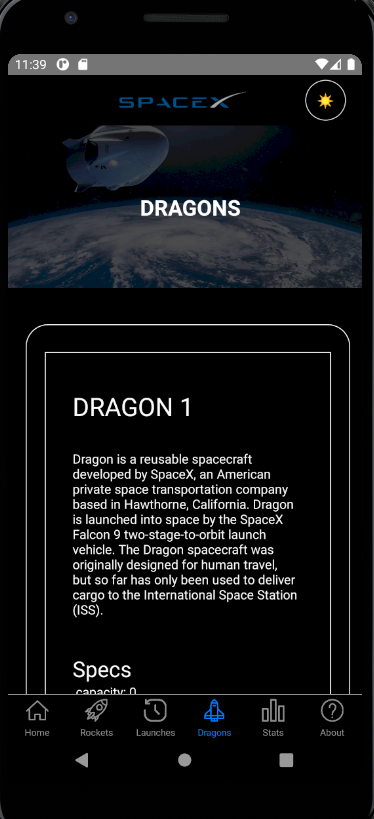 11:39
SPACEX
DRAGONS
DRAGON 1
Dragon is a reusable spacecraft
developed by SpaceX, an American
private space transportation company
based in Hawthorne, California. Dragon
is launched into space by the SpaceX
Falcon 9 two-stage-to-orbit launch
vehicle. The Dragon spacecraft was
originally designed for human travel,
but so far has only been used to deliver
cargo to the International Space Station
(ISS).
Specs
capacity: 0
Home Rockets Launches Dragons Stats About